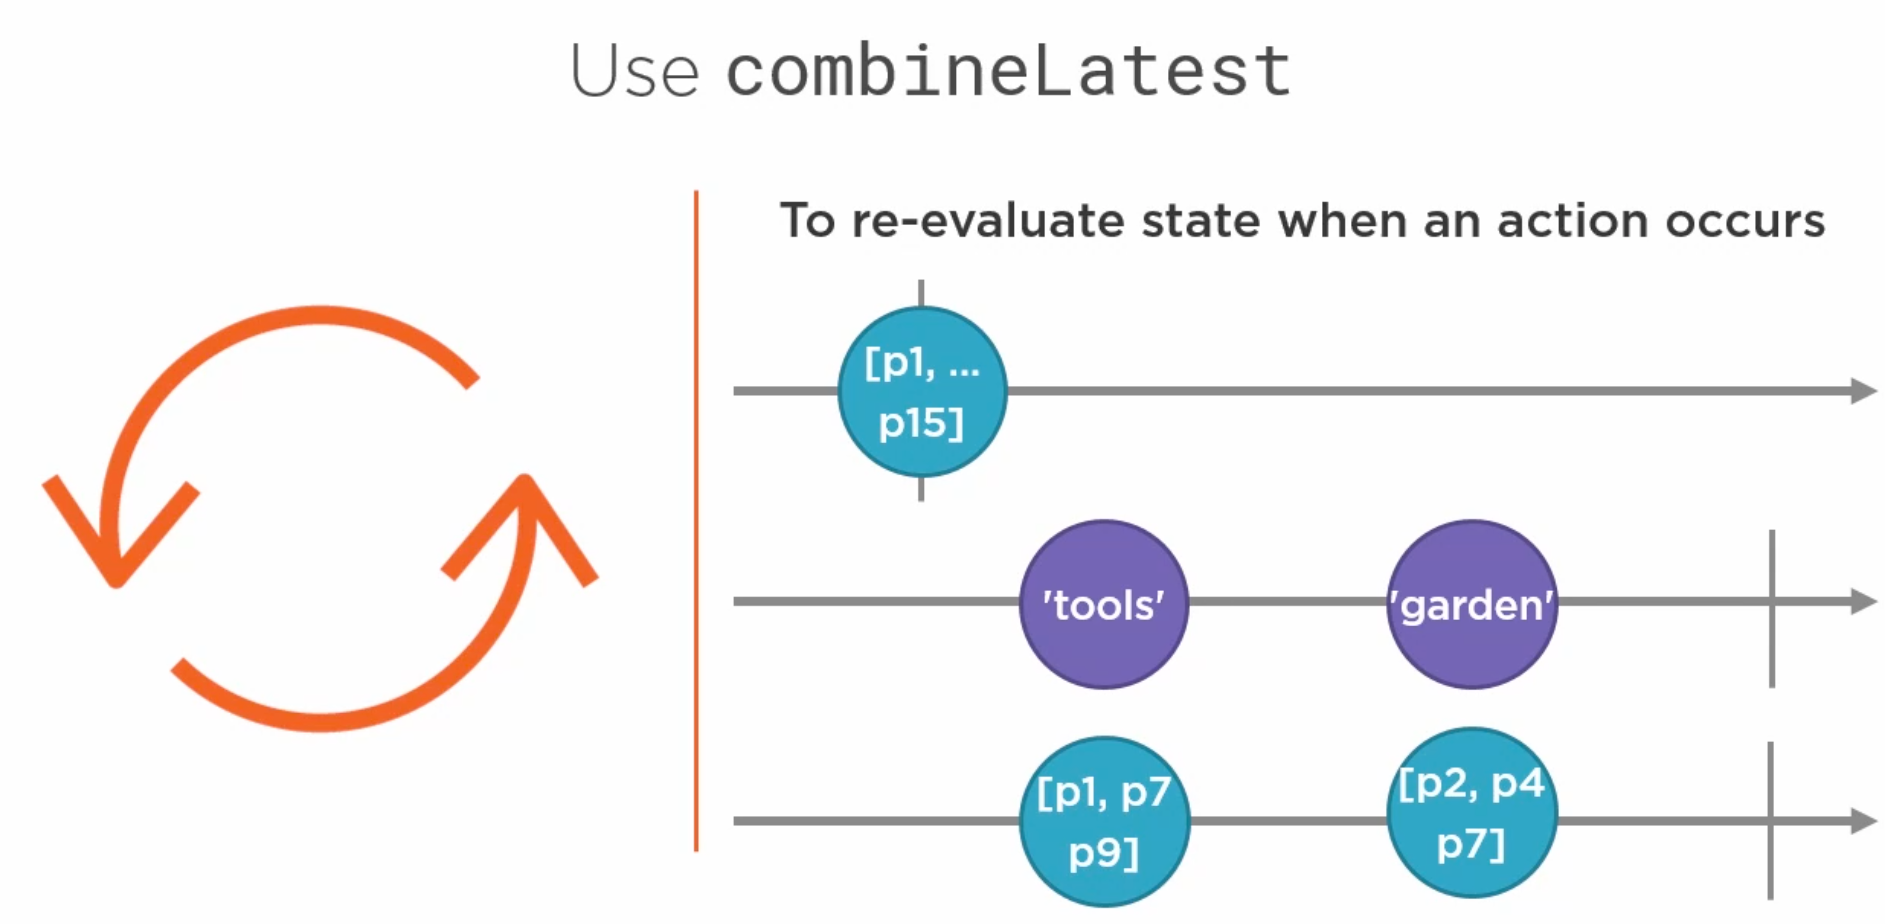 Use combineLatest
To re-evaluate state when an action occurs
[p1, ...
p15]
'tools'
'garden'
[p1, p7
p9]
[p2, p4
p7]